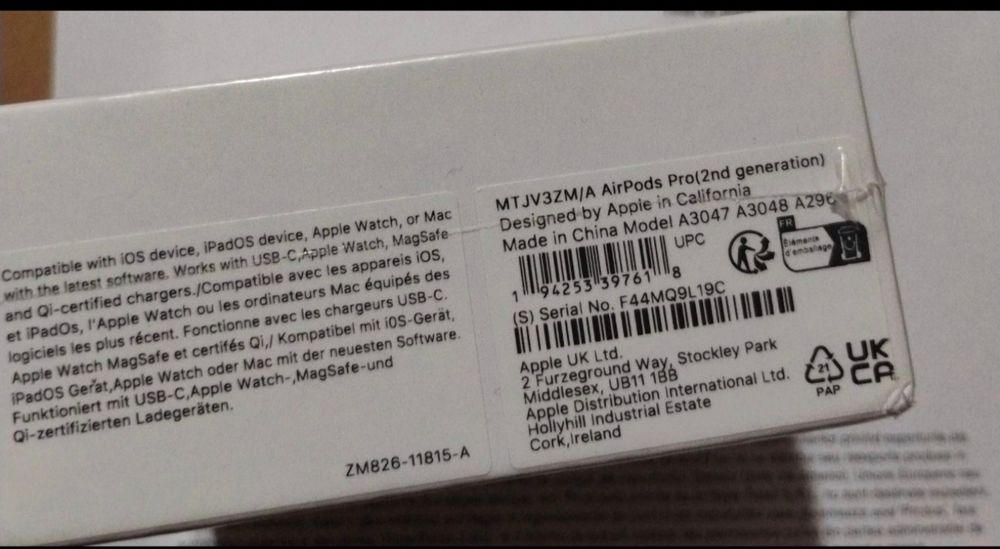 Compatible with iOS device, iPadOS device, Apple Watch, or Mac
with the latest software. Works with USB-C,Apple Watch, MagSafe
and Qi-certified chargers./Compatible avec les appareils iOS,
et iPadOs, l'Apple Watch ou les ordinateurs Mac équipés des
logiciels les plus récent. Fonctionne avec les chargeurs USB-C.
Apple Watch MagSafe et certifés Qi,/ Kompatibel mit iOS-Gerät,
iPadOS Gerät,Apple Watch oder Mac mit der neuesten Software.
Funktioniert mit USB-C,Apple Watch-,MagSafe-und
Qi-zertifizierten Ladegeräten.
ZM826-11815-A
MTJV3ZM/A AirPods Pro(2nd generation)
Designed by Apple in California
Made in China Model A3047 A3048
UPC
1 94253 39761 8
FR
Éléments
d'emballage
(S) Serial No. F44MQ9L19C
Apple UK Ltd.
2 Furzeground Way, Stockley Park
Middlesex, UB11 1BB
Apple Distribution International Ltd.
Hollyhill Industrial Estate
Cork,Ireland
21
PAP
UK
CA